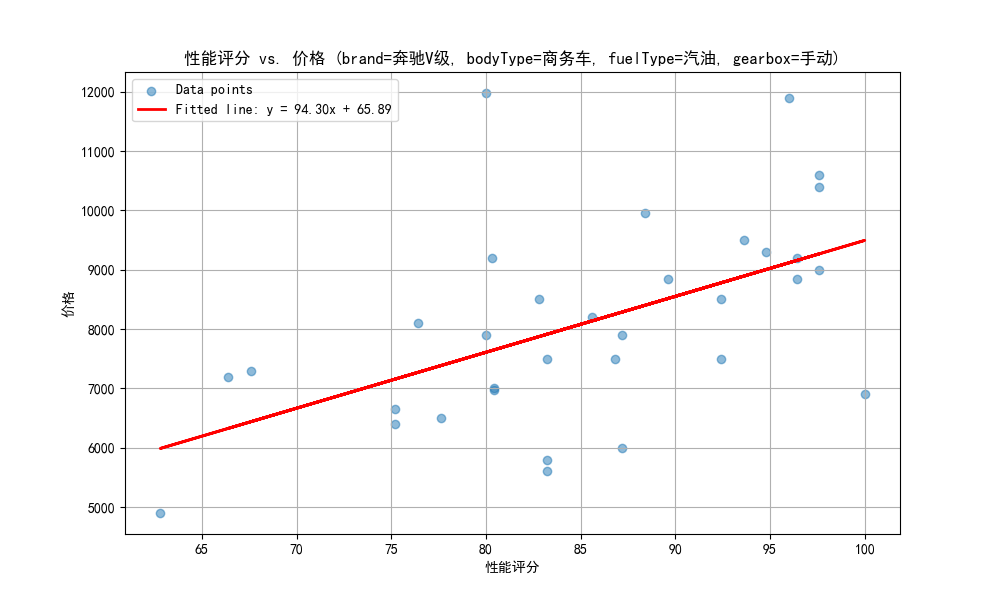 性能评分 vs. 价格 (brand=奔驰V级, bodyType=商务车, fuelType=汽油, gearbox=手动)
Data points
Fitted line: y = 94.30x + 65.89
价格
12000
11000
10000
9000
8000
7000
6000
5000
65 70 75 80 85 90 95 100
性能评分